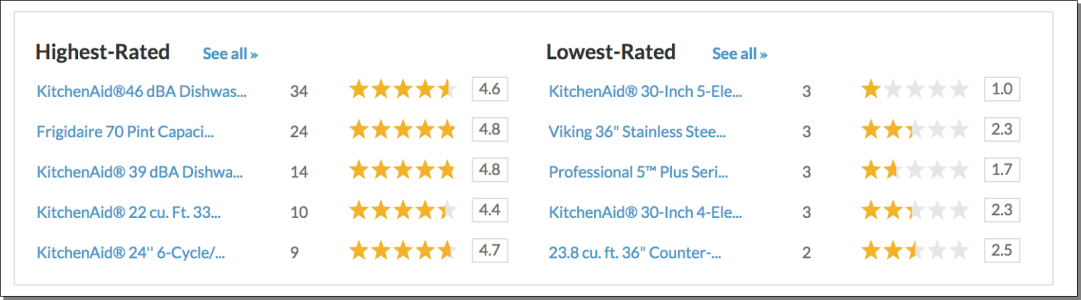 Highest-Rated See all »
KitchenAid®46 dBA Dishwas... 34 4.6
Frigidaire 70 Pint Capaci... 24 4.8
KitchenAid® 39 dBA Dishwa... 14 4.8
KitchenAid® 22 cu. Ft. 33... 10 4.4
KitchenAid® 24'' 6-Cycle/... 9 4.7
Lowest-Rated See all »
KitchenAid® 30-Inch 5-Ele... 3 1.0
Viking 36" Stainless Stee... 3 2.3
Professional 5™ Plus Seri... 3 1.7
KitchenAid® 30-Inch 4-Ele... 3 2.3
23.8 cu. ft. 36" Counter-... 2 2.5